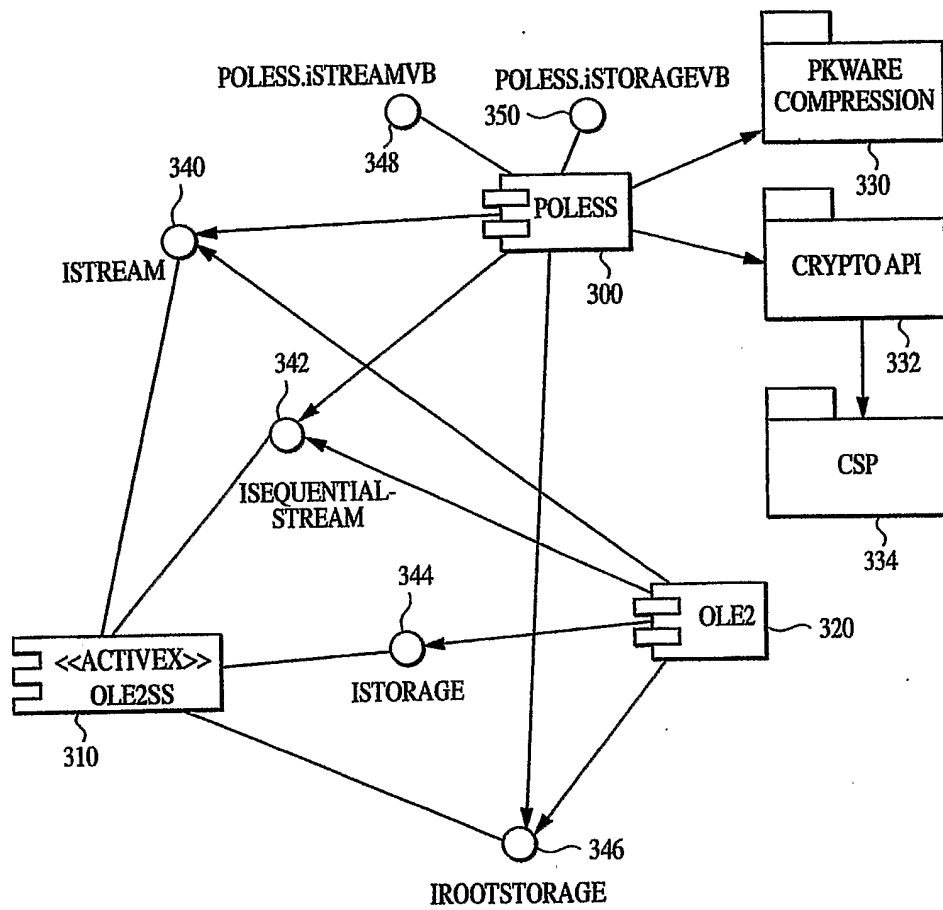 POLESS.iSTREAMVB
POLESS.iSTORAGEVB
PKWARE
COMPRESSION
348
350
330
340
POLESS
ISTREAM
300
CRYPTO API
332
342
ISEQUENTIAL-
STREAM
CSP
334
344
OLE2
320
<<ACTIVEX>>
OLE2SS
ISTORAGE
310
346
IROOTSTORAGE